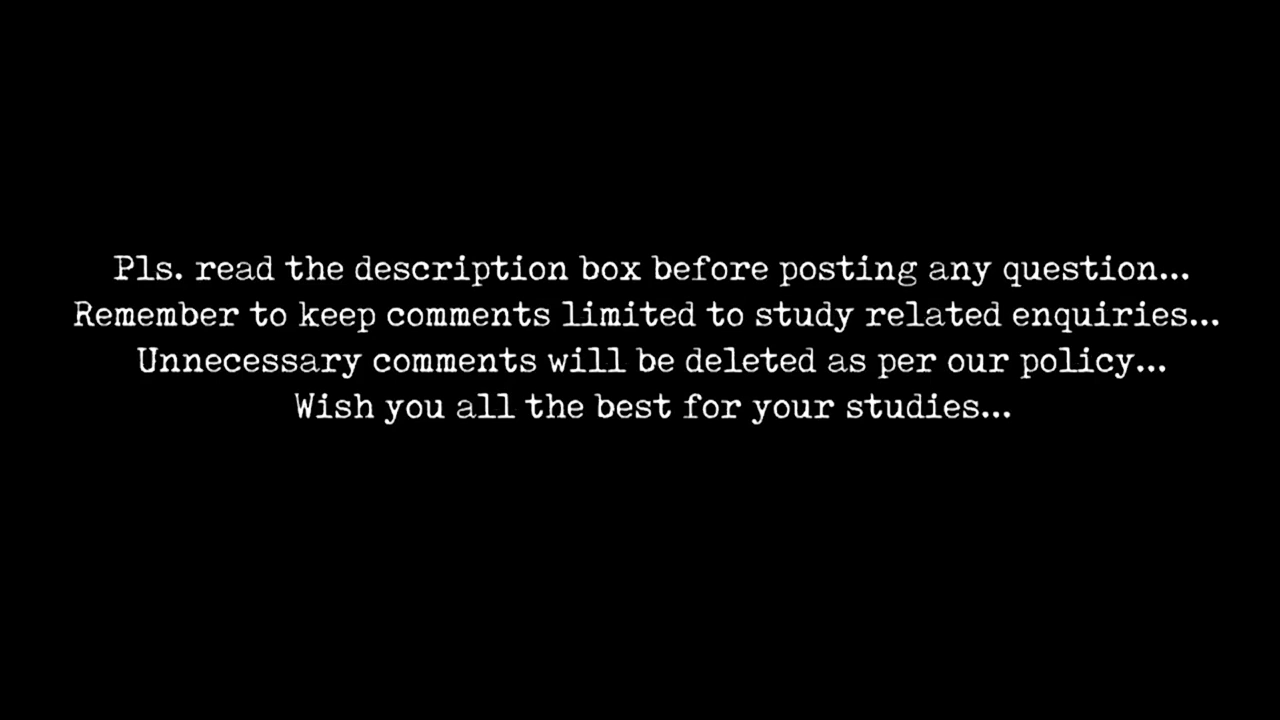 Pls. read the description box before posting any question...
Remember to keep comments limited to study related enquiries...
Unnecessary comments will be deleted as per our policy...
Wish you all the best for your studies...